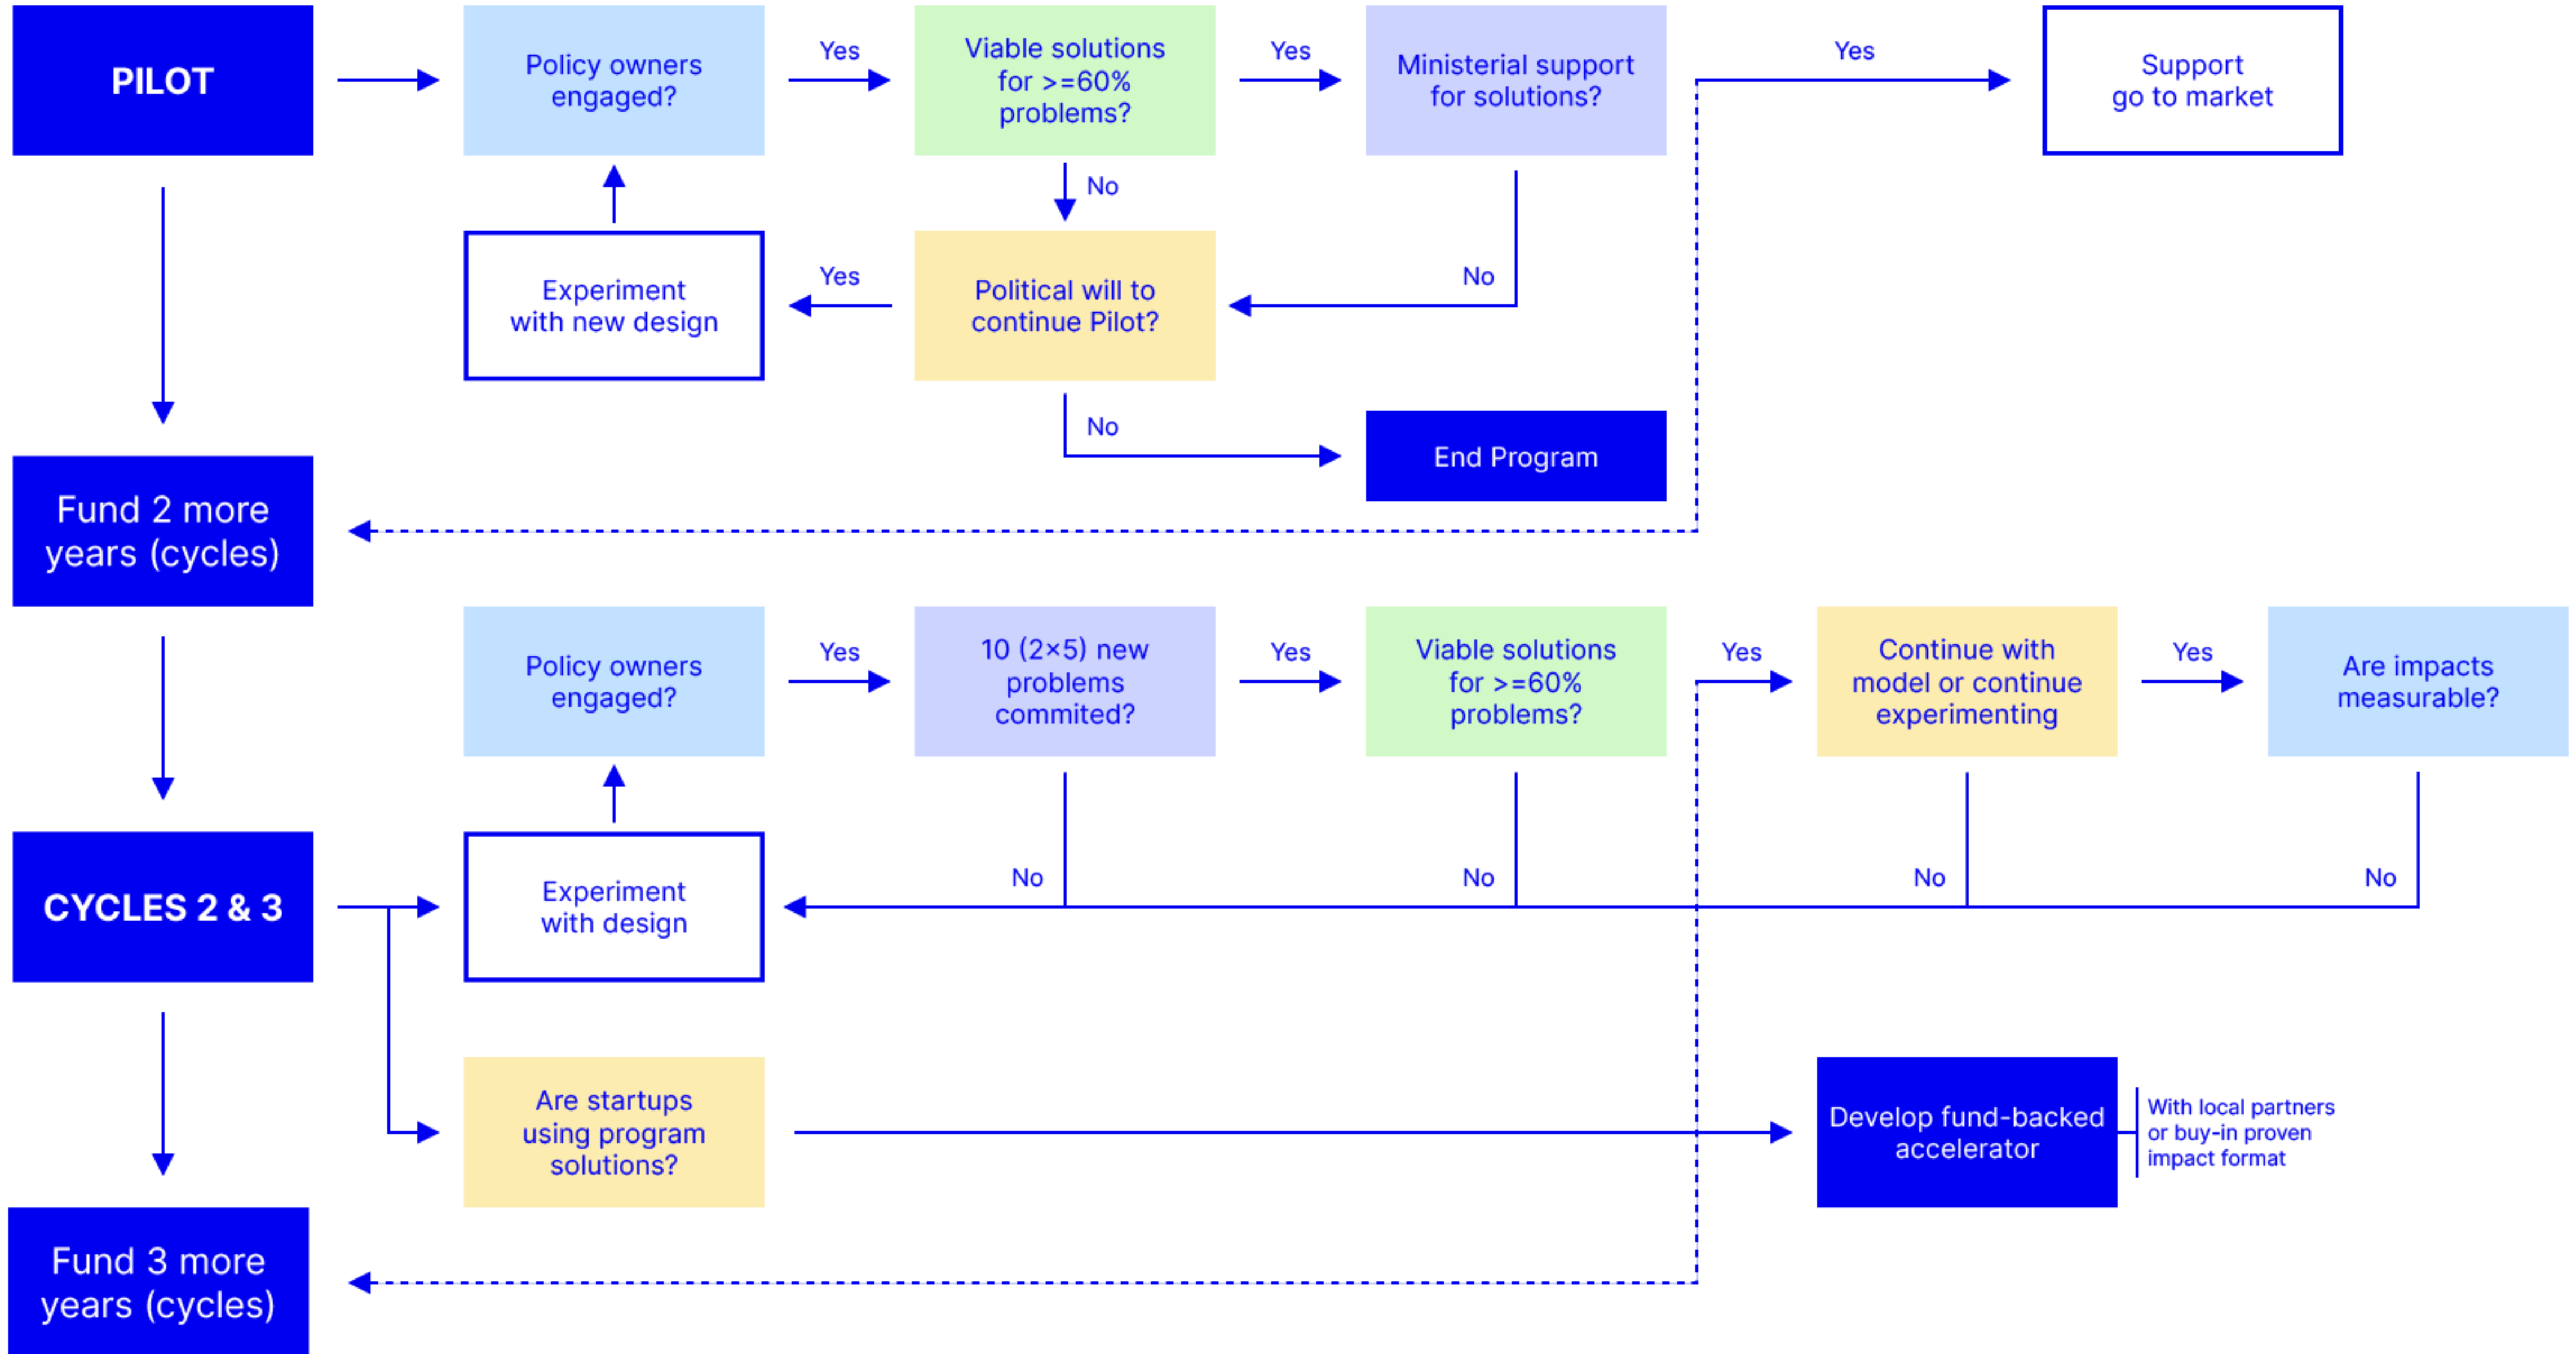 PILOT
Policy owners
engaged?
Yes
Viable solutions
for >=60%
problems?
Yes
Ministerial support
for solutions?
Yes
Support
go to market
No
Experiment
with new design
Yes
Political will to
continue Pilot?
No
No
End Program
Fund 2 more
years (cycles)
Policy owners
engaged?
Yes
10 (2×5) new
problems
commited?
Yes
Viable solutions
for >=60%
problems?
Yes
Continue with
model or continue
experimenting
Yes
Are impacts
measurable?
CYCLES 2 & 3
Experiment
with design
No
No
No
No
Are startups
using program
solutions?
Develop fund-backed
accelerator
With local partners
or buy-in proven
impact format
Fund 3 more
years (cycles)